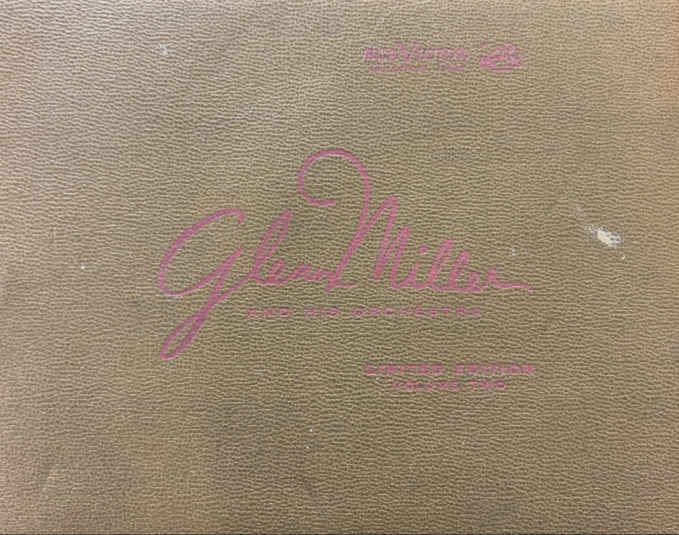 Glenn Miller
AND HIS ORCHESTRA
LIMITED EDITION
VOLUME TWO